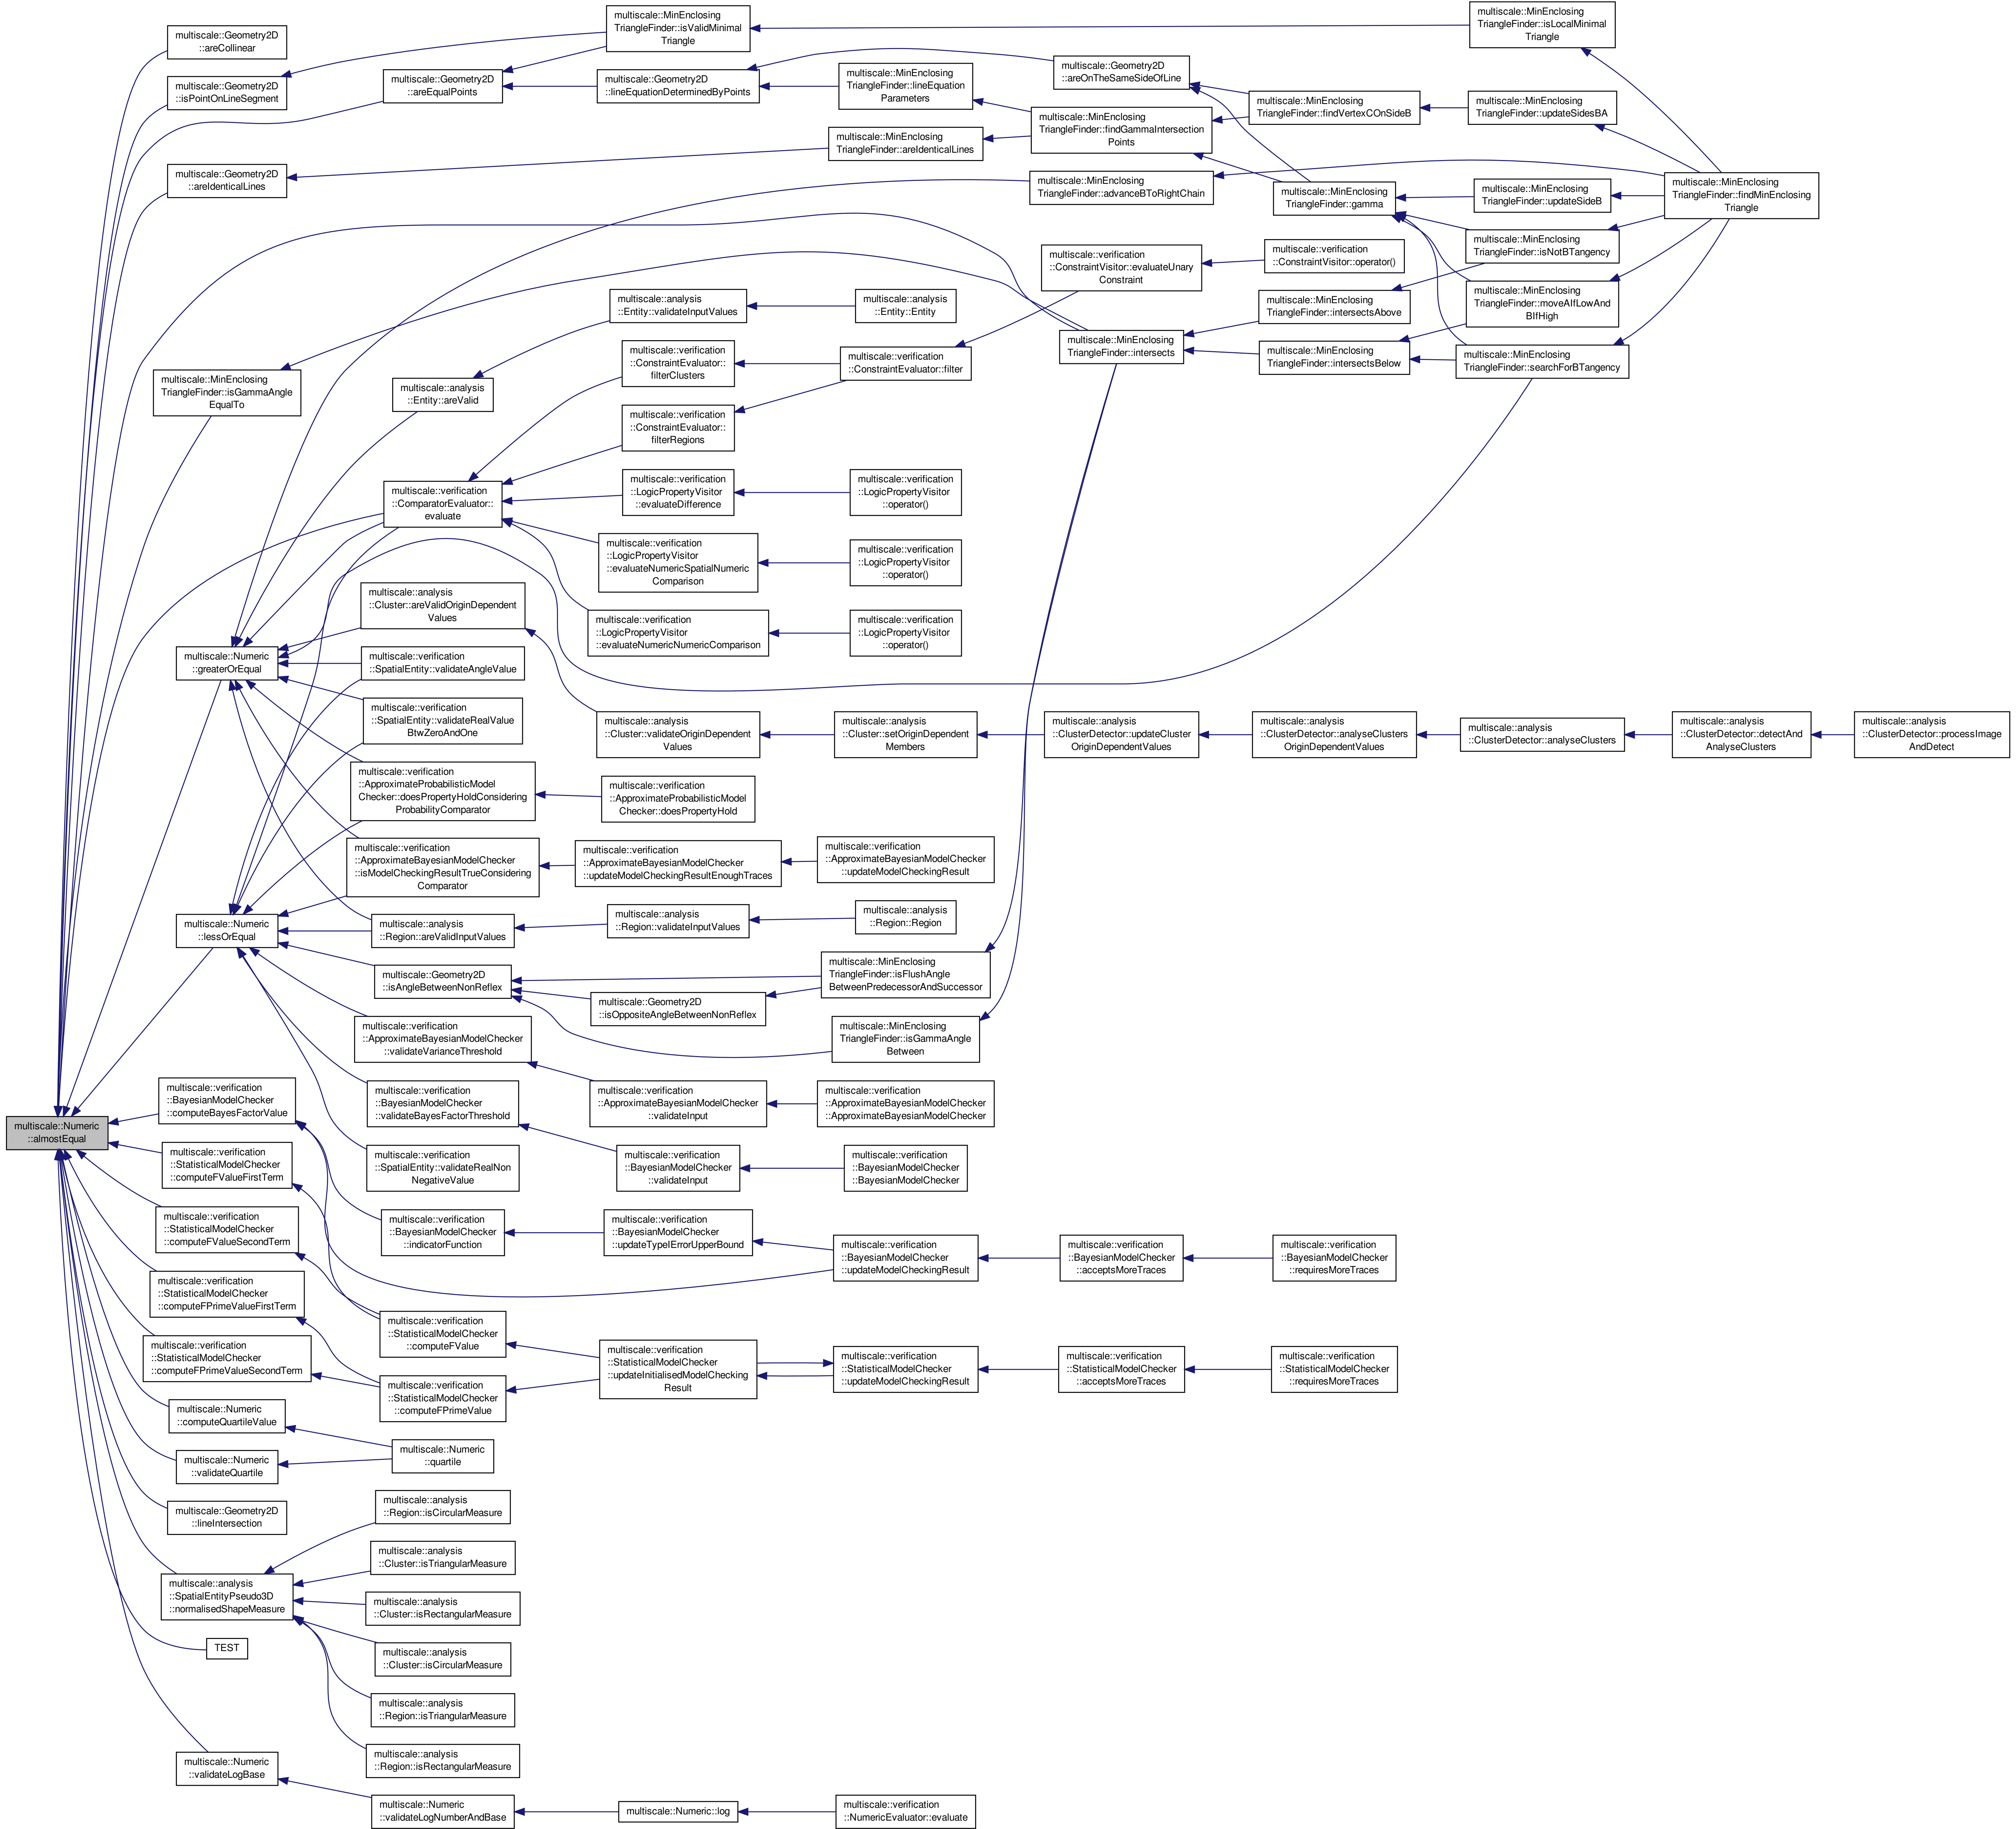 multiscale::Numeric
::almostEqual
multiscale::Geometry2D
::areCollinear
multiscale::Geometry2D
::isPointOnLineSegment
multiscale::Geometry2D
::areIdenticalLines
multiscale::MinEnclosing
TriangleFinder::isGammaAngle
EqualTo
multiscale::Numeric
::greaterOrEqual
multiscale::Numeric
::lessOrEqual
multiscale::verification
::BayesianModelChecker
::computeBayesFactorValue
multiscale::verification
::StatisticalModelChecker
::computeFValueFirstTerm
multiscale::verification
::StatisticalModelChecker
::computeFValueSecondTerm
multiscale::verification
::StatisticalModelChecker
::computeFPrimeValueFirstTerm
multiscale::verification
::StatisticalModelChecker
::computeFPrimeValueSecondTerm
multiscale::Numeric
::computeQuartileValue
multiscale::Numeric
::validateQuartile
multiscale::Geometry2D
::lineIntersection
multiscale::analysis
::SpatialEntityPseudo3D
::normalisedShapeMeasure
TEST
multiscale::Numeric
::validateLogBase
multiscale::Geometry2D
::areEqualPoints
multiscale::analysis
::Entity::areValid
multiscale::verification
::ComparatorEvaluator::
evaluate
multiscale::analysis
::Cluster::areValidOriginDependent
Values
multiscale::verification
::SpatialEntity::validateAngleValue
multiscale::verification
::SpatialEntity::validateRealValue
BtwZeroAndOne
multiscale::verification
::ApproximateProbabilisticModel
Checker::doesPropertyHoldConsidering
ProbabilityComparator
multiscale::verification
::ApproximateBayesianModelChecker
::isModelCheckingResultTrueConsidering
Comparator
multiscale::analysis
::Region::areValidInputValues
multiscale::Geometry2D
::isAngleBetweenNonReflex
multiscale::verification
::ApproximateBayesianModelChecker
::validateVarianceThreshold
multiscale::verification
::BayesianModelChecker
::validateBayesFactorThreshold
multiscale::verification
::SpatialEntity::validateRealNon
NegativeValue
multiscale::verification
::BayesianModelChecker
::indicatorFunction
multiscale::verification
::StatisticalModelChecker
::computeFValue
multiscale::verification
::StatisticalModelChecker
::computeFPrimeValue
multiscale::Numeric
::quartile
multiscale::analysis
::Region::isCircularMeasure
multiscale::analysis
::Cluster::isTriangularMeasure
multiscale::analysis
::Cluster::isRectangularMeasure
multiscale::analysis
::Cluster::isCircularMeasure
multiscale::analysis
::Region::isTriangularMeasure
multiscale::analysis
::Region::isRectangularMeasure
multiscale::Numeric
::validateLogNumberAndBase
multiscale::MinEnclosing
TriangleFinder::isValidMinimal
Triangle
multiscale::Geometry2D
::lineEquationDeterminedByPoints
multiscale::analysis
::Entity::validateInputValues
multiscale::verification
::ConstraintEvaluator::
filterClusters
multiscale::verification
::ConstraintEvaluator::
filterRegions
multiscale::verification
::LogicPropertyVisitor
::evaluateDifference
multiscale::verification
::LogicPropertyVisitor
::evaluateNumericSpatialNumeric
Comparison
multiscale::verification
::LogicPropertyVisitor
::evaluateNumericNumericComparison
multiscale::analysis
::Cluster::validateOriginDependent
Values
multiscale::verification
::ApproximateProbabilisticModel
Checker::doesPropertyHold
multiscale::verification
::ApproximateBayesianModelChecker
::updateModelCheckingResultEnoughTraces
multiscale::analysis
::Region::validateInputValues
multiscale::Geometry2D
::isOppositeAngleBetweenNonReflex
multiscale::verification
::ApproximateBayesianModelChecker
::validateInput
multiscale::verification
::BayesianModelChecker
::validateInput
multiscale::verification
::BayesianModelChecker
::updateTypeIErrorUpperBound
multiscale::verification
::StatisticalModelChecker
::updateInitialisedModelChecking
Result
multiscale::Numeric::log
multiscale::MinEnclosing
TriangleFinder::lineEquation
Parameters
multiscale::MinEnclosing
TriangleFinder::areIdenticalLines
multiscale::analysis
::Entity::Entity
multiscale::verification
::ConstraintEvaluator::filter
multiscale::verification
::LogicPropertyVisitor
::operator()
multiscale::verification
::LogicPropertyVisitor
::operator()
multiscale::verification
::LogicPropertyVisitor
::operator()
multiscale::analysis
::Cluster::setOriginDependent
Members
multiscale::verification
::ApproximateBayesianModelChecker
::updateModelCheckingResult
multiscale::analysis
::Region::Region
multiscale::MinEnclosing
TriangleFinder::isFlushAngle
BetweenPredecessorAndSuccessor
multiscale::MinEnclosing
TriangleFinder::isGammaAngle
Between
multiscale::verification
::ApproximateBayesianModelChecker
::ApproximateBayesianModelChecker
multiscale::verification
::BayesianModelChecker
::BayesianModelChecker
multiscale::verification
::BayesianModelChecker
::updateModelCheckingResult
multiscale::verification
::StatisticalModelChecker
::updateModelCheckingResult
multiscale::verification
::NumericEvaluator::evaluate
multiscale::Geometry2D
::areOnTheSameSideOfLine
multiscale::MinEnclosing
TriangleFinder::findGammaIntersection
Points
multiscale::MinEnclosing
TriangleFinder::advanceBToRightChain
multiscale::verification
::ConstraintVisitor::evaluateUnary
Constraint
multiscale::MinEnclosing
TriangleFinder::intersects
multiscale::analysis
::ClusterDetector::updateCluster
OriginDependentValues
multiscale::verification
::BayesianModelChecker
::acceptsMoreTraces
multiscale::verification
::StatisticalModelChecker
::acceptsMoreTraces
multiscale::MinEnclosing
TriangleFinder::findVertexCOnSideB
multiscale::MinEnclosing
TriangleFinder::gamma
multiscale::verification
::ConstraintVisitor::operator()
multiscale::MinEnclosing
TriangleFinder::intersectsAbove
multiscale::MinEnclosing
TriangleFinder::intersectsBelow
multiscale::analysis
::ClusterDetector::analyseClusters
OriginDependentValues
multiscale::verification
::BayesianModelChecker
::requiresMoreTraces
multiscale::verification
::StatisticalModelChecker
::requiresMoreTraces
multiscale::MinEnclosing
TriangleFinder::isLocalMinimal
Triangle
multiscale::MinEnclosing
TriangleFinder::updateSidesBA
multiscale::MinEnclosing
TriangleFinder::updateSideB
multiscale::MinEnclosing
TriangleFinder::isNotBTangency
multiscale::MinEnclosing
TriangleFinder::moveAIfLowAnd
BIfHigh
multiscale::MinEnclosing
TriangleFinder::searchForBTangency
multiscale::analysis
::ClusterDetector::analyseClusters
multiscale::MinEnclosing
TriangleFinder::findMinEnclosing
Triangle
multiscale::analysis
::ClusterDetector::detectAnd
AnalyseClusters
multiscale::analysis
::ClusterDetector::processImage
AndDetect